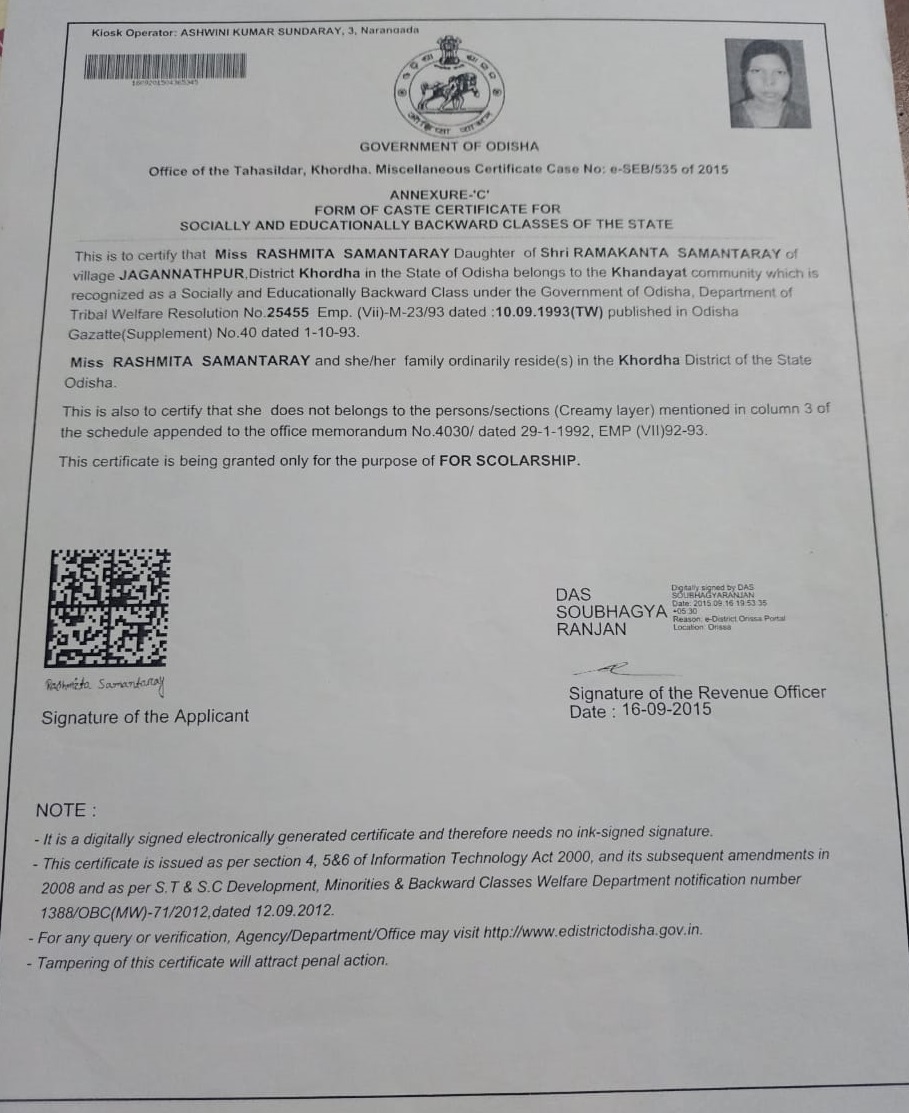 Kiosk Operator: ASHWINI KUMAR SUNDARAY, 3, Narangada
GOVERNMENT OF ODISHA
Office of the Tahasildar, Khordha. Miscellaneous Certificate Case No: e-SEB/535 of 2015
ANNEXURE-'C'
FORM OF CASTE CERTIFICATE FOR
SOCIALLY AND EDUCATIONALLY BACKWARD CLASSES OF THE STATE
This is to certify that Miss RASHMITA SAMANTARAY Daughter of Shri RAMAKANTA SAMANTARAY of
village JAGANNATHPUR,District Khordha in the State of Odisha belongs to the Khandayat community which is
recognized as a Socially and Educationally Backward Class under the Government of Odisha, Department of
Tribal Welfare Resolution No.25455 Emp. (Vii)-M-23/93 dated :10.09.1993(TW) published in Odisha
Gazatte(Supplement) No.40 dated 1-10-93.
Miss RASHMITA SAMANTARAY and she/her family ordinarily reside(s) in the Khordha District of the State
Odisha.
This is also to certify that she does not belongs to the persons/sections (Creamy layer) mentioned in column 3 of
the schedule appended to the office memorandum No.4030/ dated 29-1-1992, EMP (VII)92-93.
This certificate is being granted only for the purpose of FOR SCOLARSHIP.
DAS
SOUBHAGYA
RANJAN
Digitally signed by DAS
SOUBHAGYARANJAN
Date: 2015.09.16 19:53:35
+05:30
Reason: e-District Orissa Portal
Location: Orissa
Rashmita Samantaray
Signature of the Applicant
Signature of the Revenue Officer
Date : 16-09-2015
NOTE :
- It is a digitally signed electronically generated certificate and therefore needs no ink-signed signature.
- This certificate is issued as per section 4, 5&6 of Information Technology Act 2000, and its subsequent amendments in
2008 and as per S.T & S.C Development, Minorities & Backward Classes Welfare Department notification number
1388/OBC(MW)-71/2012,dated 12.09.2012.
- For any query or verification, Agency/Department/Office may visit http://www.edistrictodisha.gov.in.
- Tampering of this certificate will attract penal action.